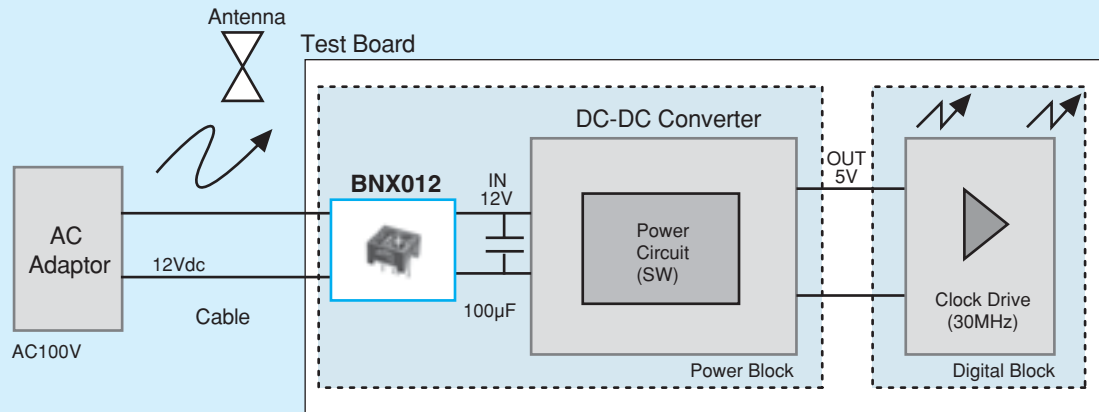 Antenna
Test Board
DC-DC Converter
BNX012
IN
12V
OUT
5V
AC
Adaptor
12Vdc
Cable
AC100V
100µF
Power
Circuit
(SW)
Power Block
Clock Drive
(30MHz)
Digital Block